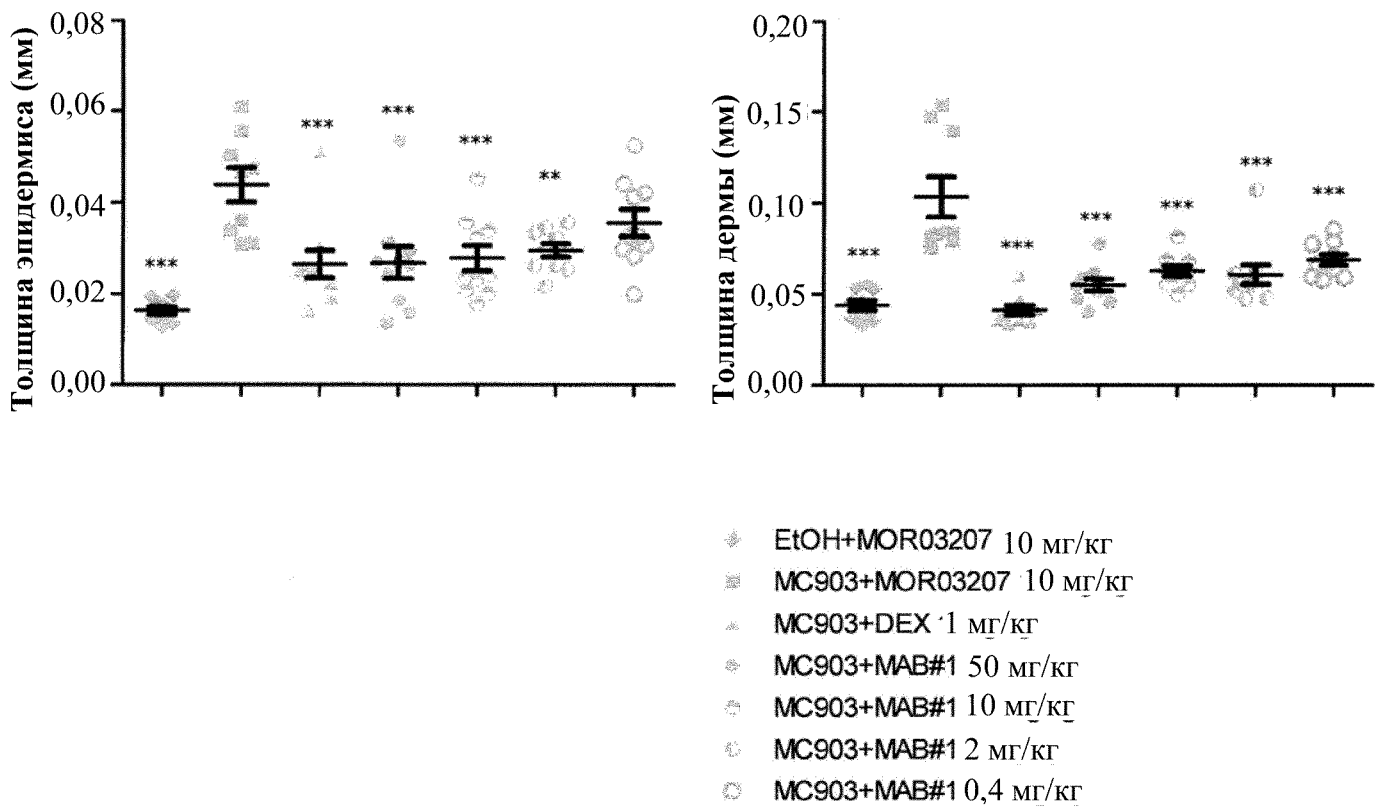 Толщина эпидермиса (мм)
0,08
0,06
0,04
0,02
0,00
***
***
***
***
**
Толщина дермы (мм)
0,20
0,15
0,10
0,05
0,00
***
***
***
***
***
***
EtOH+MOR03207 10 мг/кг
MC903+MOR03207 10 мг/кг
MC903+DEX 1 мг/кг
MC903+MAB#1 50 мг/кг
MC903+MAB#1 10 мг/кг
MC903+MAB#1 2 мг/кг
MC903+MAB#1 0,4 мг/кг